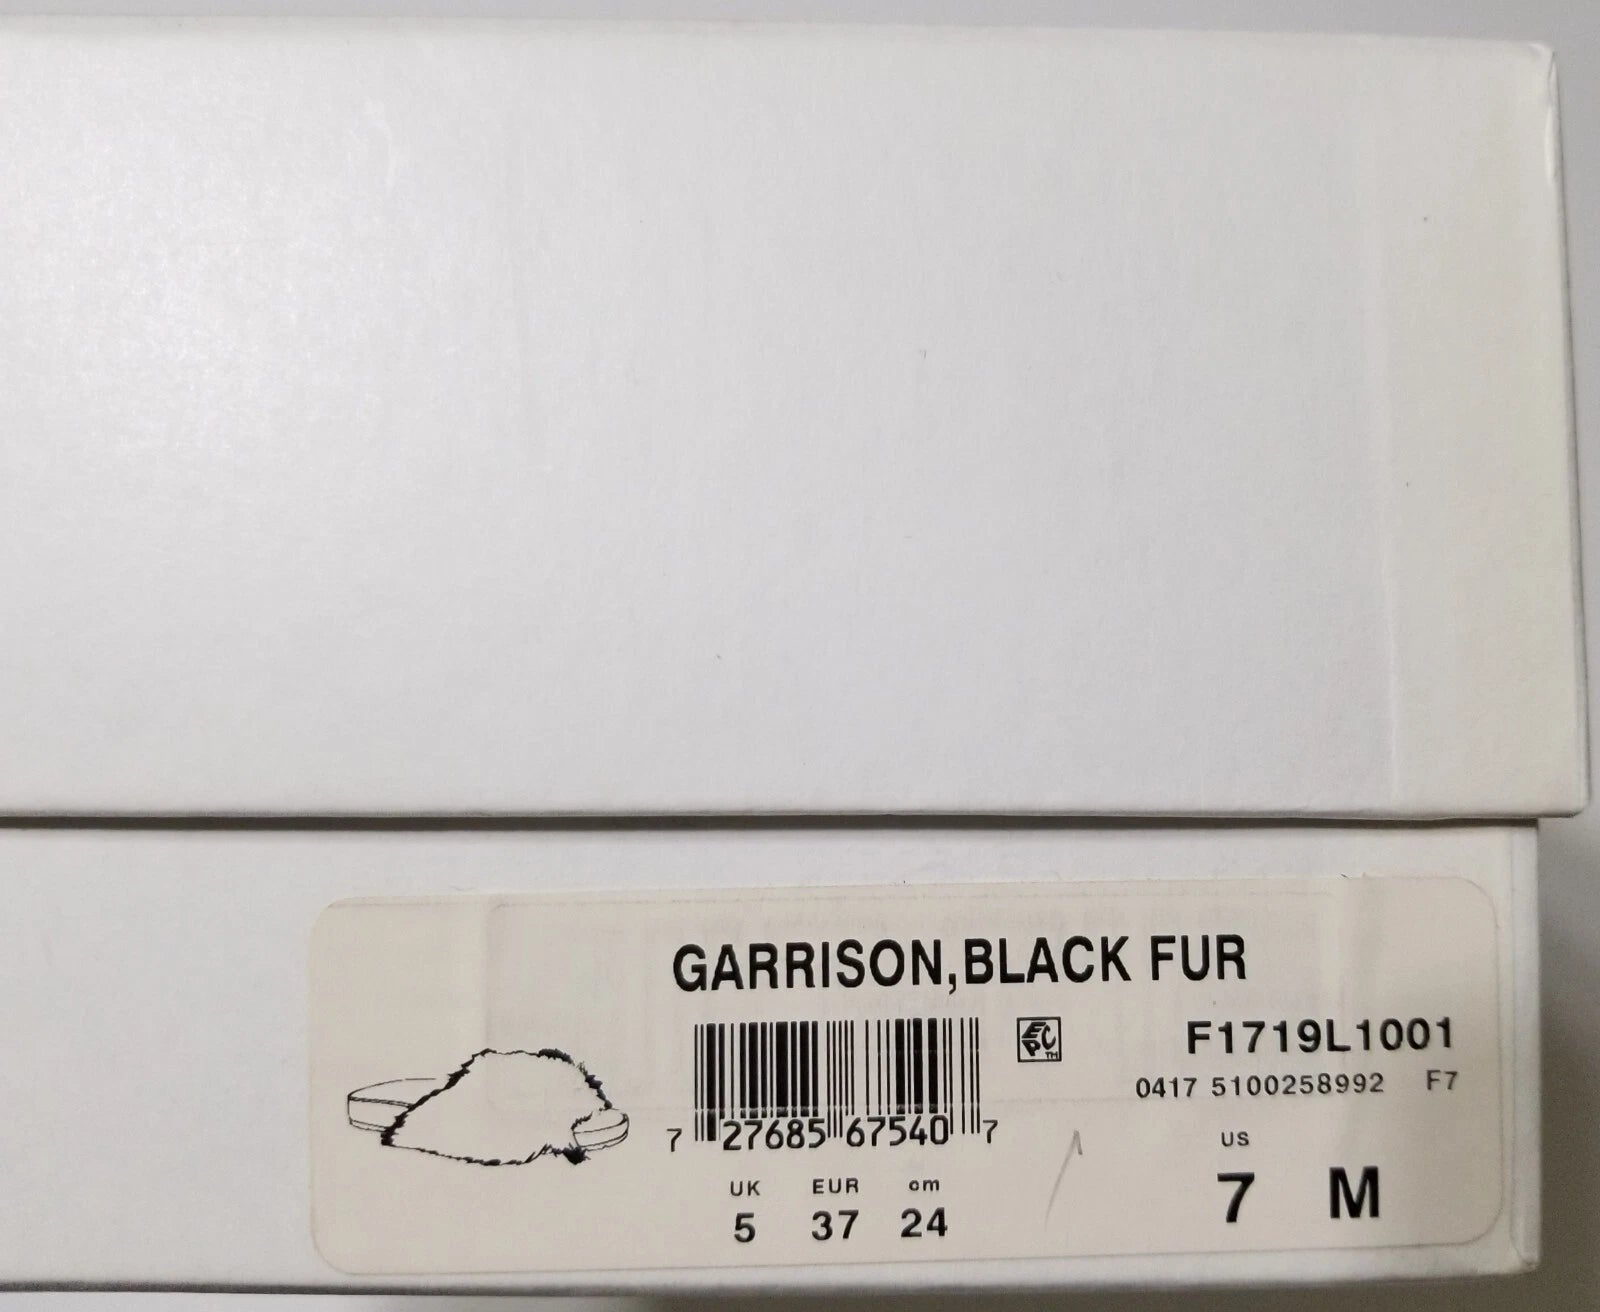 GARRISON,BLACK FUR
EPC™
F1719L1001
0417 5100258992 F7
7 27685 67540 7
US
UK EUR cm
7 M
5 37 24